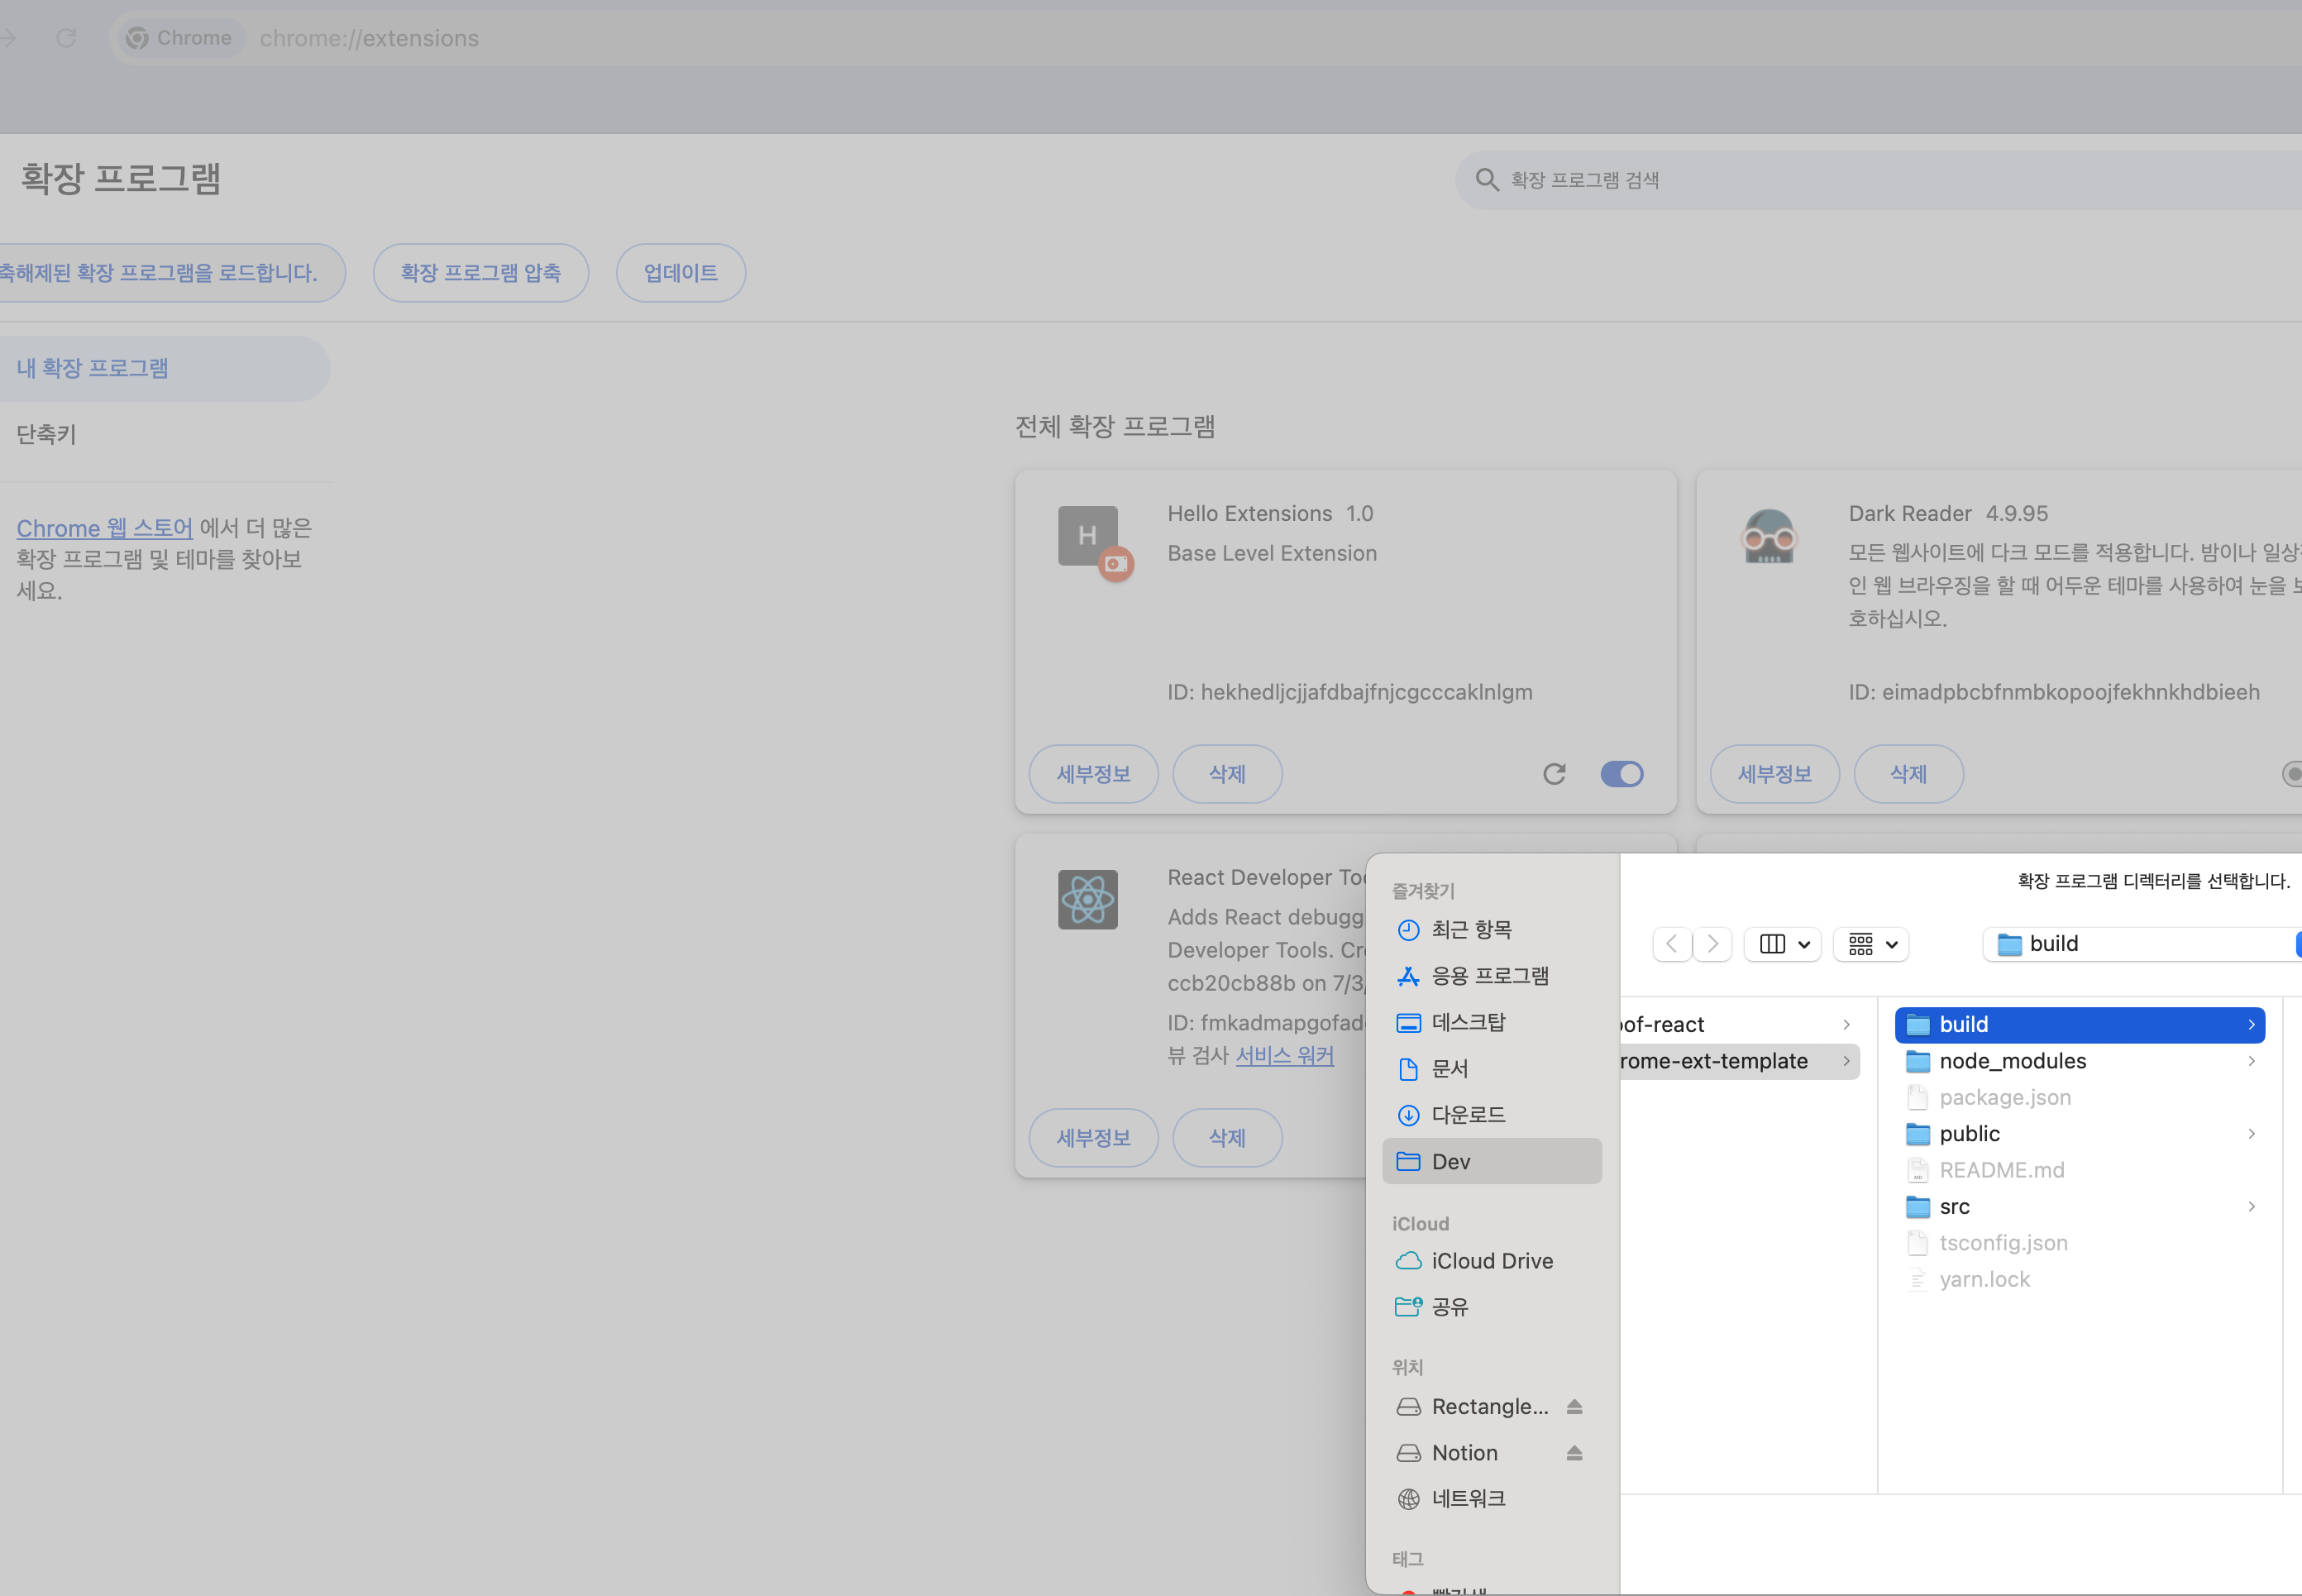 Chrome
chrome://extensions
확장 프로그램
확장 프로그램 검색
축해제된 확장 프로그램을 로드합니다.
확장 프로그램 압축
업데이트
내 확장 프로그램
단축키
Chrome 웹 스토어 에서 더 많은
확장 프로그램 및 테마를 찾아보
세요.
전체 확장 프로그램
H
Hello Extensions 1.0
Base Level Extension
ID: hekhedljcjjafdbajfnjcgcccaklnlgm
세부정보
삭제
Dark Reader 4.9.95
모든 웹사이트에 다크 모드를 적용합니다. 밤이나 일상
인 웹 브라우징을 할 때 어두운 테마를 사용하여 눈을 보
호하십시오.
ID: eimadpbcbfnmbkopoojfekhnkhdbieeh
세부정보
삭제
React Developer Too
Adds React debugg
Developer Tools. Cre
ccb20cb88b on 7/3/
ID: fmkadmapgofad
뷰 검사 서비스 워커
세부정보
삭제
즐겨찾기
최근 항목
응용 프로그램
데스크탑
문서
다운로드
Dev
iCloud
iCloud Drive
공유
위치
Rectangle...
Notion
네트워크
태그
빨간색
확장 프로그램 디렉터리를 선택합니다.
build
oof-react
rome-ext-template
build
node_modules
package.json
public
README.md
src
tsconfig.json
yarn.lock